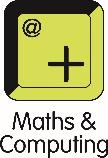 @
+
Maths &
Computing